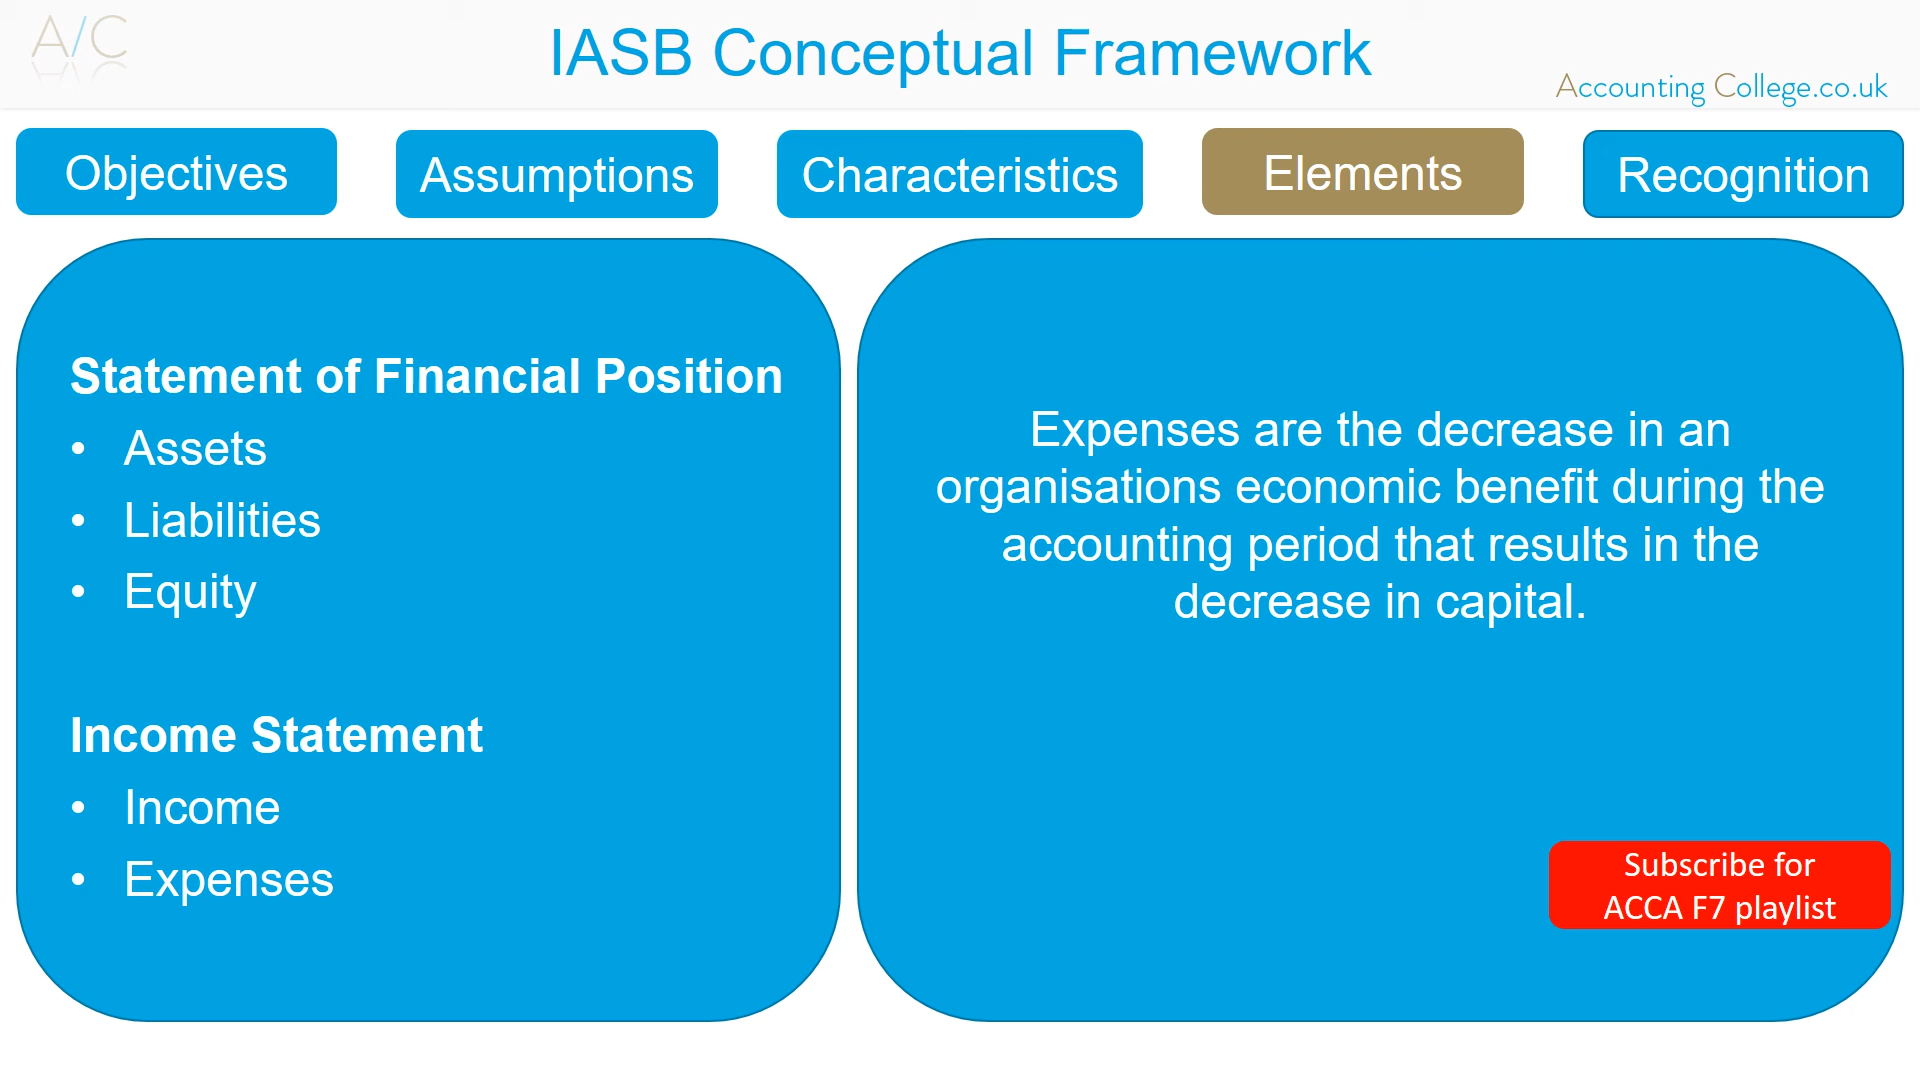 A/C
IASB Conceptual Framework
Accounting College.co.uk
Objectives
Assumptions
Characteristics
Elements
Recognition
Statement of Financial Position
• Assets
• Liabilities
• Equity
Income Statement
• Income
• Expenses
Expenses are the decrease in an
organisations economic benefit during the
accounting period that results in the
decrease in capital.
Subscribe for
ACCA F7 playlist